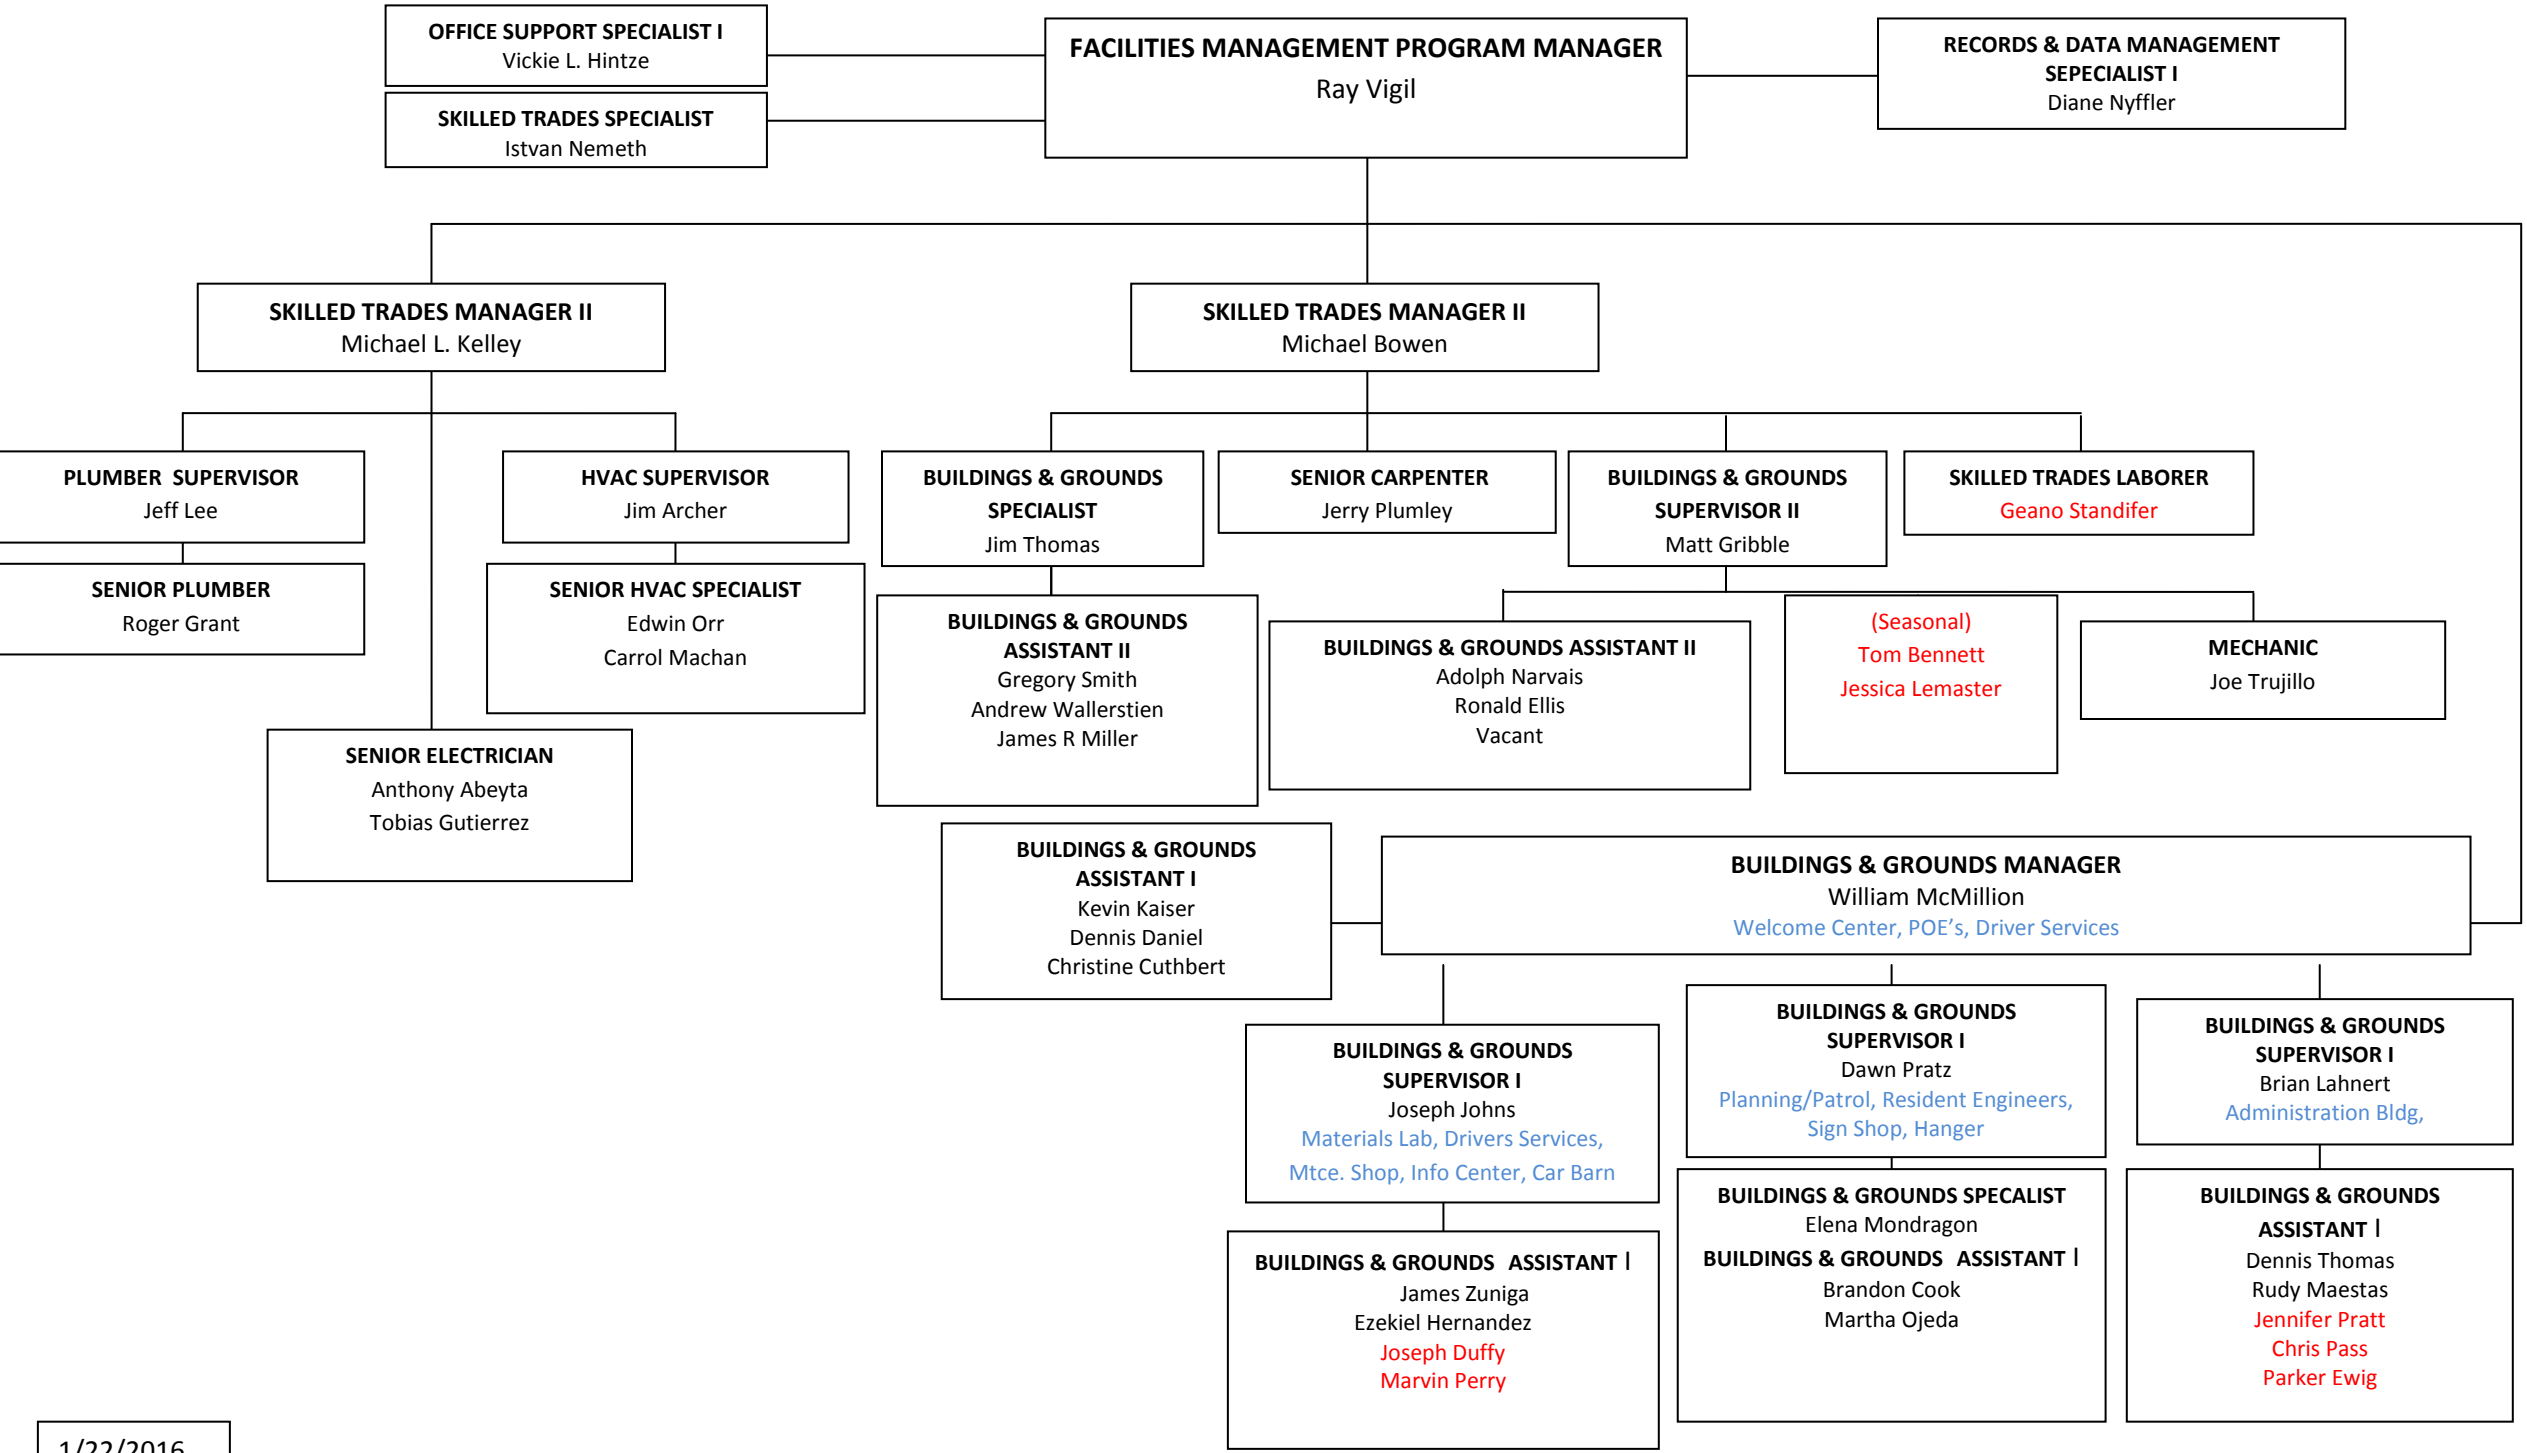 OFFICE SUPPORT SPECIALIST I
Vickie L. Hintze
SKILLED TRADES SPECIALIST
Istvan Nemeth
FACILITIES MANAGEMENT PROGRAM MANAGER
Ray Vigil
RECORDS & DATA MANAGEMENT
SEPECIALIST I
Diane Nyffler
SKILLED TRADES MANAGER II
Michael L. Kelley
SKILLED TRADES MANAGER II
Michael Bowen
PLUMBER SUPERVISOR
Jeff Lee
SENIOR PLUMBER
Roger Grant
HVAC SUPERVISOR
Jim Archer
SENIOR HVAC SPECIALIST
Edwin Orr
Carrol Machan
SENIOR ELECTRICIAN
Anthony Abeyta
Tobias Gutierrez
BUILDINGS & GROUNDS
SPECIALIST
Jim Thomas
BUILDINGS & GROUNDS
ASSISTANT II
Gregory Smith
Andrew Wallerstien
James R Miller
SENIOR CARPENTER
Jerry Plumley
BUILDINGS & GROUNDS
SUPERVISOR II
Matt Gribble
SKILLED TRADES LABORER
Geano Standifer
BUILDINGS & GROUNDS ASSISTANT II
Adolph Narvais
Ronald Ellis
Vacant
(Seasonal)
Tom Bennett
Jessica Lemaster
MECHANIC
Joe Trujillo
BUILDINGS & GROUNDS
ASSISTANT I
Kevin Kaiser
Dennis Daniel
Christine Cuthbert
BUILDINGS & GROUNDS MANAGER
William McMillion
Welcome Center, POE’s, Driver Services
BUILDINGS & GROUNDS
SUPERVISOR I
Joseph Johns
Materials Lab, Drivers Services,
Mtce. Shop, Info Center, Car Barn
BUILDINGS & GROUNDS ASSISTANT l
James Zuniga
Ezekiel Hernandez
Joseph Duffy
Marvin Perry
BUILDINGS & GROUNDS
SUPERVISOR I
Dawn Pratz
Planning/Patrol, Resident Engineers,
Sign Shop, Hanger
BUILDINGS & GROUNDS SPECALIST
Elena Mondragon
BUILDINGS & GROUNDS ASSISTANT l
Brandon Cook
Martha Ojeda
BUILDINGS & GROUNDS
SUPERVISOR I
Brian Lahnert
Administration Bldg,
BUILDINGS & GROUNDS
ASSISTANT l
Dennis Thomas
Rudy Maestas
Jennifer Pratt
Chris Pass
Parker Ewig
1/22/2016